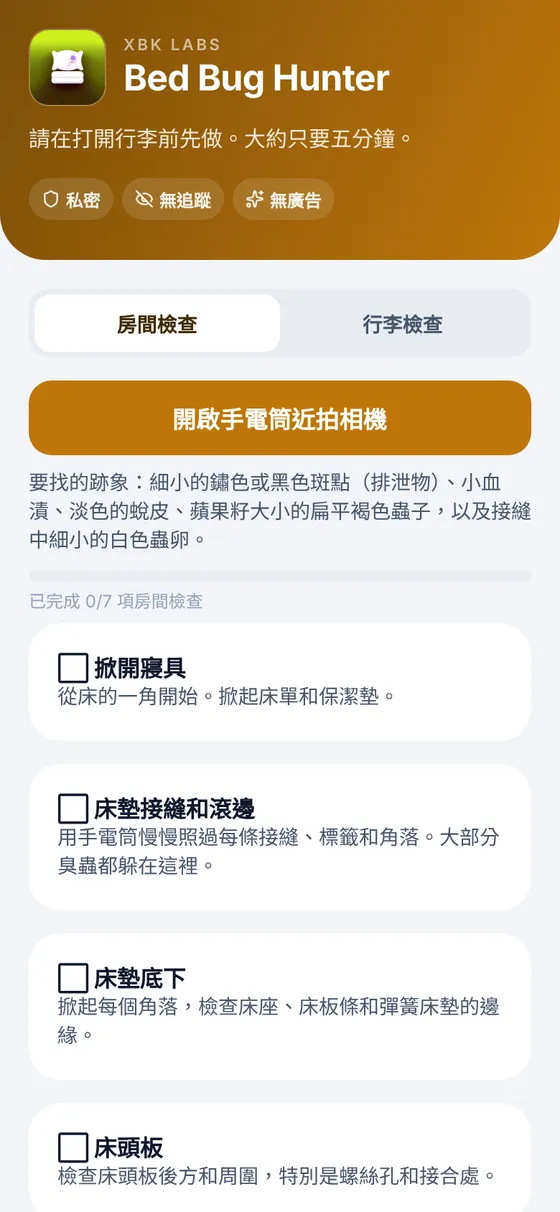 XBK LABS
Bed Bug Hunter
請在打開行李前先做。大約只要五分鐘。
私密
無追蹤
無廣告
房間檢查
行李檢查
開啟手電筒近拍相機
要找的跡象：細小的鏽色或黑色斑點（排泄物）、小血
漬、淡色的蛻皮、蘋果籽大小的扁平褐色蟲子，以及接縫
中細小的白色蟲卵。
已完成 0/7 項房間檢查
掀開寢具
從床的一角開始。掀起床單和保潔墊。
床墊接縫和滾邊
用手電筒慢慢照過每條接縫、標籤和角落。大部分
臭蟲都躲在這裡。
床墊底下
掀起每個角落，檢查床座、床板條和彈簧床墊的邊
緣。
床頭板
檢查床頭板後方和周圍，特別是螺絲孔和接合處。